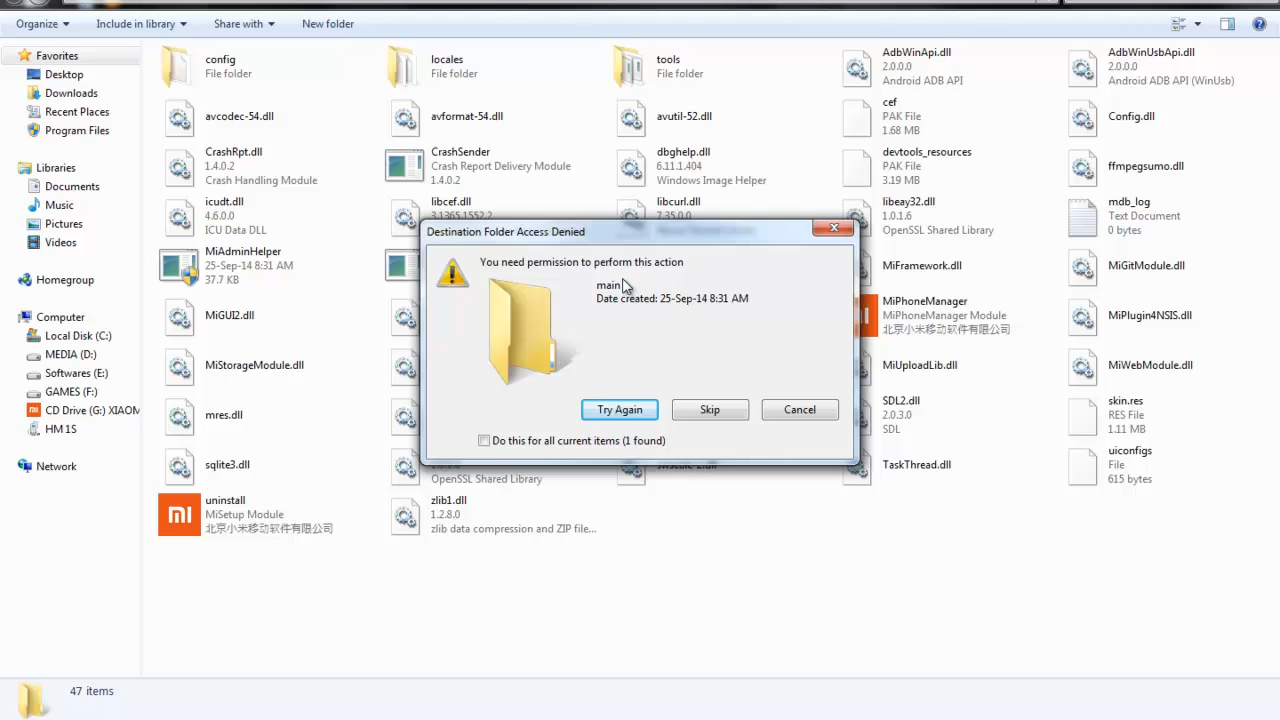 Organize
Include in library
Share with
New folder
Favorites
Desktop
Downloads
Recent Places
Program Files
Libraries
Documents
Music
Pictures
Videos
Homegroup
Computer
Local Disk (C:)
MEDIA (D:)
Softwares (E:)
GAMES (F:)
CD Drive (G:) XIAOM
HM 1S
Network
config
File folder
locales
File folder
tools
File folder
AdbWinApi.dll
2.0.0.0
Android ADB API
AdbWinUsbApi.dll
2.0.0.0
Android ADB API (WinUsb)
avcodec-54.dll
avformat-54.dll
avutil-52.dll
cef
PAK File
1.68 MB
Config.dll
CrashRpt.dll
1.4.0.2
Crash Handling Module
CrashSender
Crash Report Delivery Module
1.4.0.2
dbghelp.dll
6.11.1.404
Windows Image Helper
devtools_resources
PAK File
3.19 MB
ffmpegsumo.dll
icudt.dll
4.6.0.0
ICU Data DLL
libcef.dll
3.1365.1552.2
libcurl.dll
7.35.0.0
libeay32.dll
1.0.1.6
OpenSSL Shared Library
mdb_log
Text Document
0 bytes
MiAdminHelper
25-Sep-14 8:31 AM
37.7 KB
MiFramework.dll
MiGitModule.dll
MiGUI2.dll
MiPhoneManager
MiPhoneManager Module
北京小米移动软件有限公司
MiPlugin4NSIS.dll
MiStorageModule.dll
MiUploadLib.dll
MiWebModule.dll
mres.dll
SDL2.dll
2.0.3.0
SDL
skin.res
RES File
1.11 MB
sqlite3.dll
OpenSSL Shared Library
TaskThread.dll
uiconfigs
File
615 bytes
uninstall
MiSetup Module
北京小米移动软件有限公司
zlib1.dll
1.2.8.0
zlib data compression and ZIP file...
Destination Folder Access Denied
You need permission to perform this action
main
Date created: 25-Sep-14 8:31 AM
Try Again
Skip
Cancel
Do this for all current items (1 found)
47 items